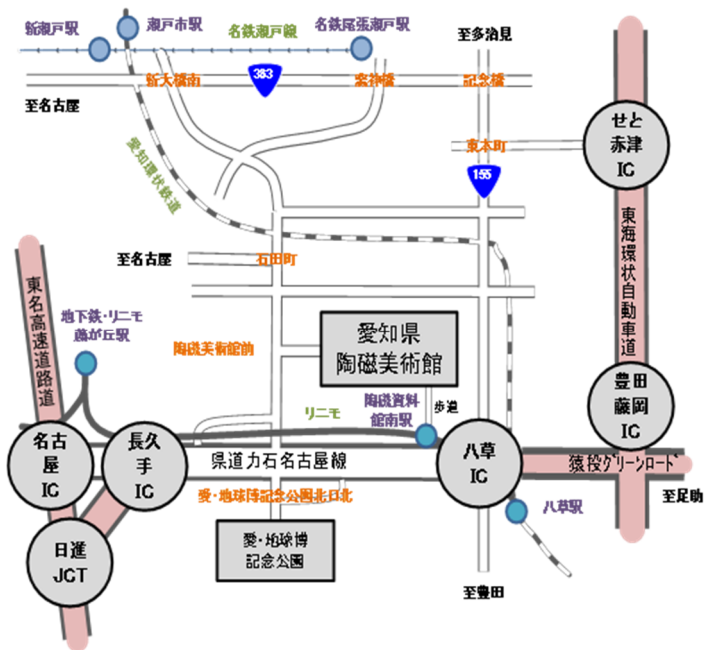 新瀬戸駅
瀬戸市駅
名鉄瀬戸線
名鉄尾張瀬戸駅
至多治見
新大橋南
383
記念橋
至名古屋
せと
赤津
IC
東本町
愛知環状鉄道
155
東海環状自動車道
至名古屋
石田町
東名高速道路道
地下鉄・リニモ
藤が丘駅
愛知県
陶磁美術館
陶磁美術館前
豊田
藤岡
IC
リニモ
陶磁資料
館南駅
歩道
名古
屋
IC
長久
手
IC
県道力石名古屋線
八草
IC
猿投グリーンロード
至足助
愛・地球博記念公園北口北
八草駅
愛・地球博
記念公園
日進
JCT
至豊田